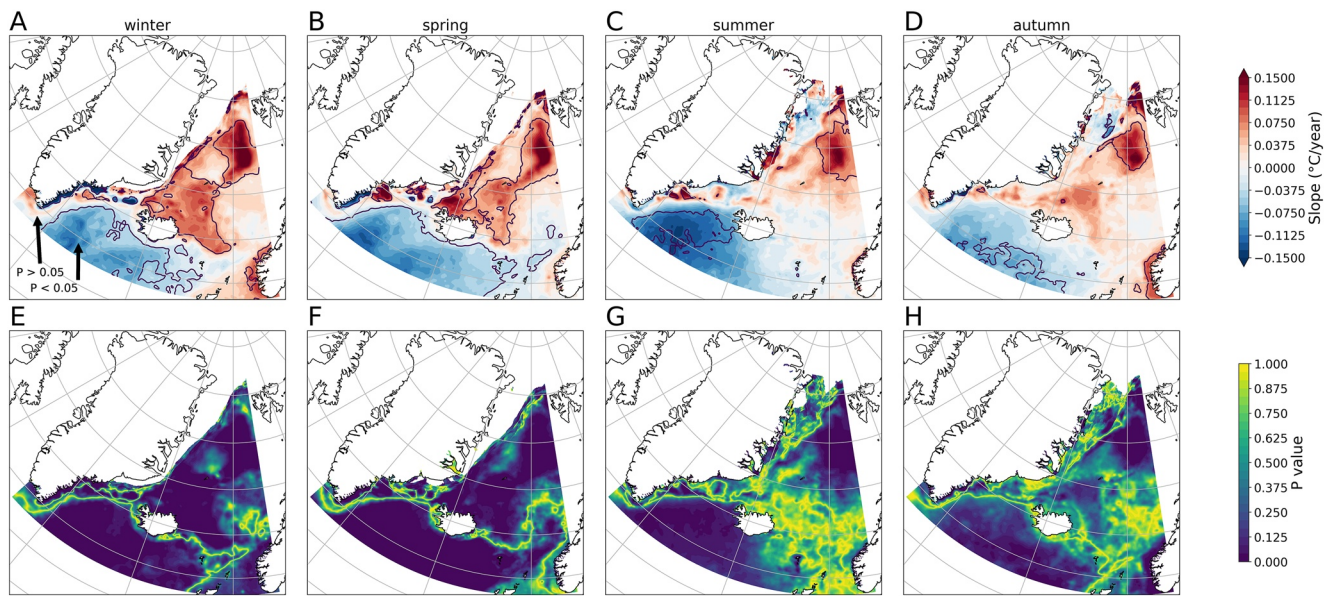 A
winter
B
spring
C
summer
D
autumn
P > 0.05
P < 0.05
0.1500
0.1125
0.0750
0.0375
0.0000
−0.0375
−0.0750
−0.1125
−0.1500
Slope (°C/year)
E
F
G
H
1.000
0.875
0.750
0.625
0.500
0.375
0.250
0.125
0.000
P value